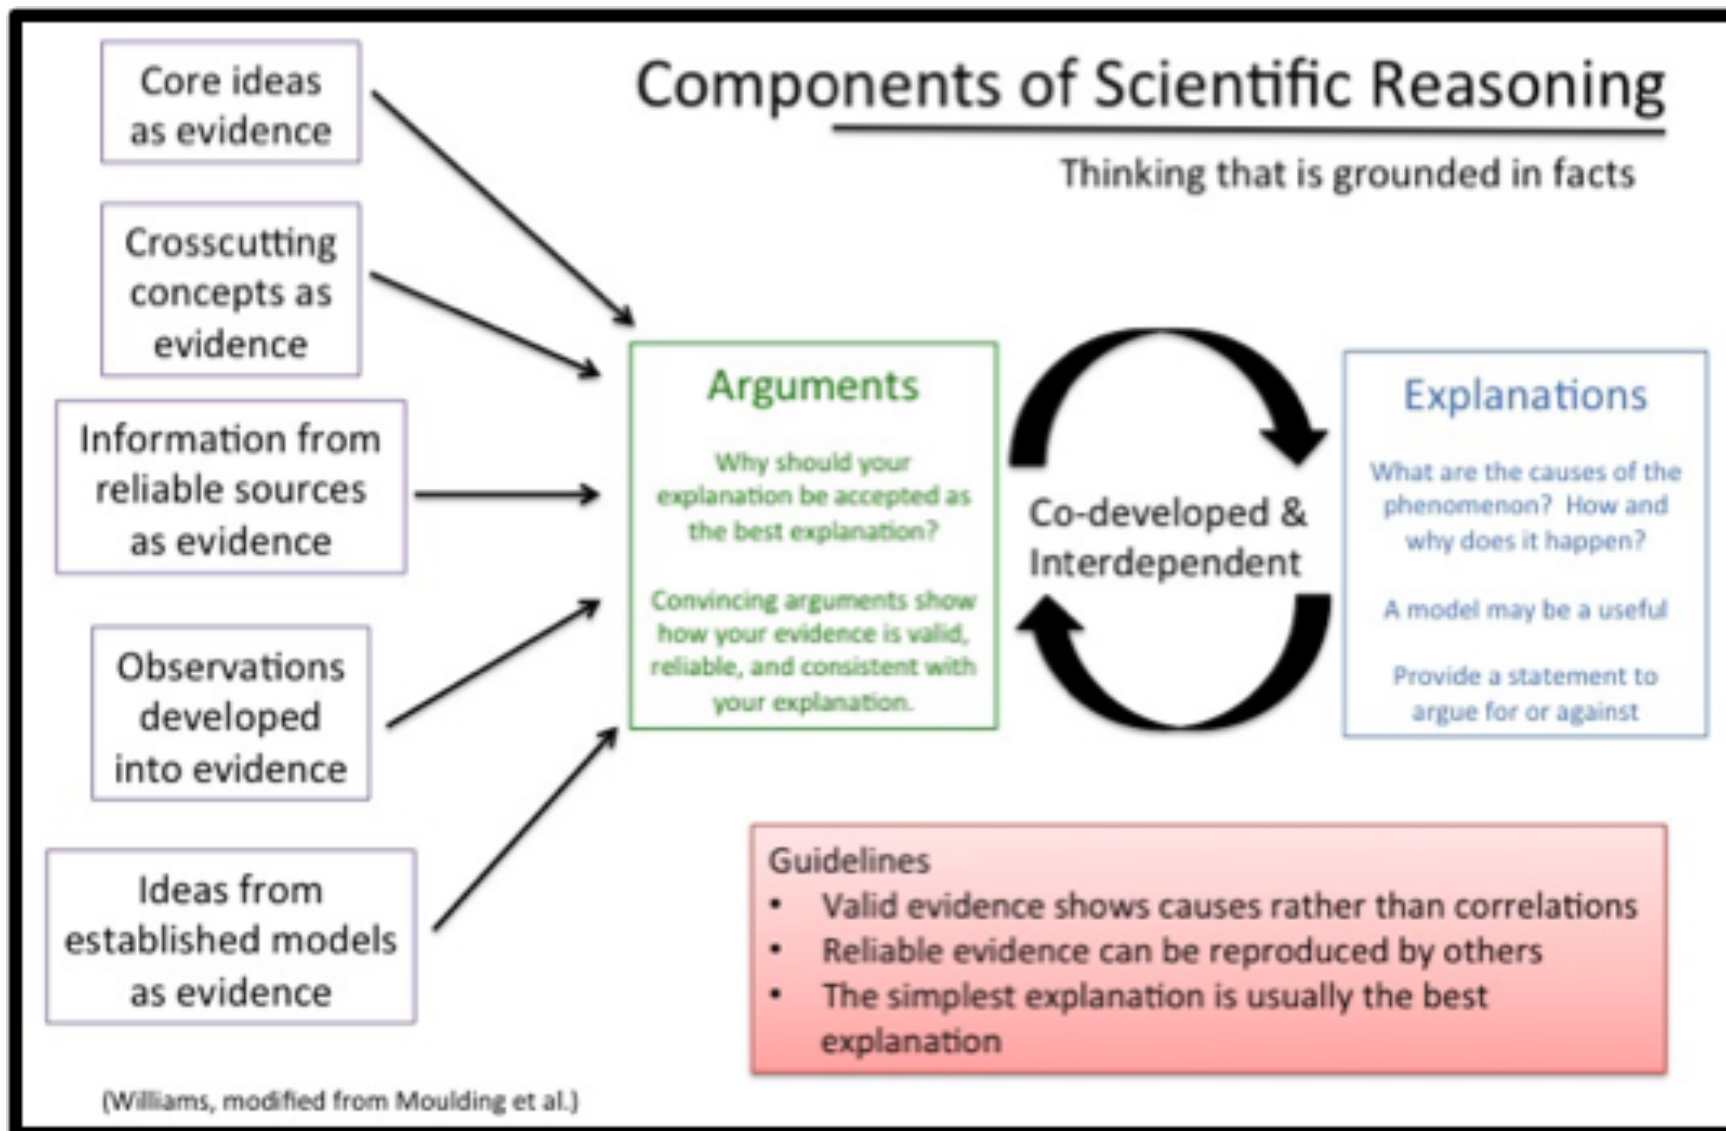 Components of Scientific Reasoning
Thinking that is grounded in facts
Core ideas
as evidence
Crosscutting
concepts as
evidence
Information from
reliable sources
as evidence
Observations
developed
into evidence
Ideas from
established models
as evidence
Arguments
Why should your
explanation be accepted as
the best explanation?
Convincing arguments show
how your evidence is valid,
reliable, and consistent with
your explanation.
Co-developed &
Interdependent
Explanations
What are the causes of the
phenomenon? How and
why does it happen?
A model may be a useful
Provide a statement to
argue for or against
Guidelines
• Valid evidence shows causes rather than correlations
• Reliable evidence can be reproduced by others
• The simplest explanation is usually the best
explanation
(Williams, modified from Moulding et al.)